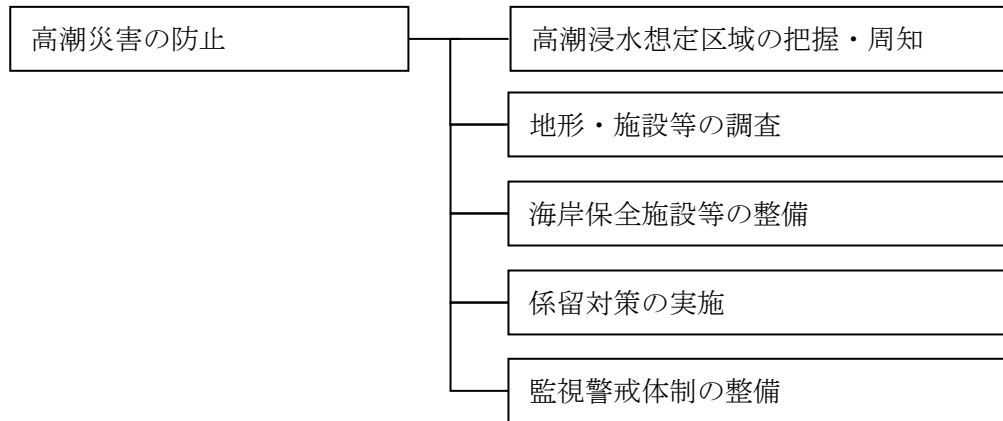 高潮災害の防止
高潮浸水想定区域の把握・周知
地形・施設等の調査
海岸保全施設等の整備
係留対策の実施
監視警戒体制の整備